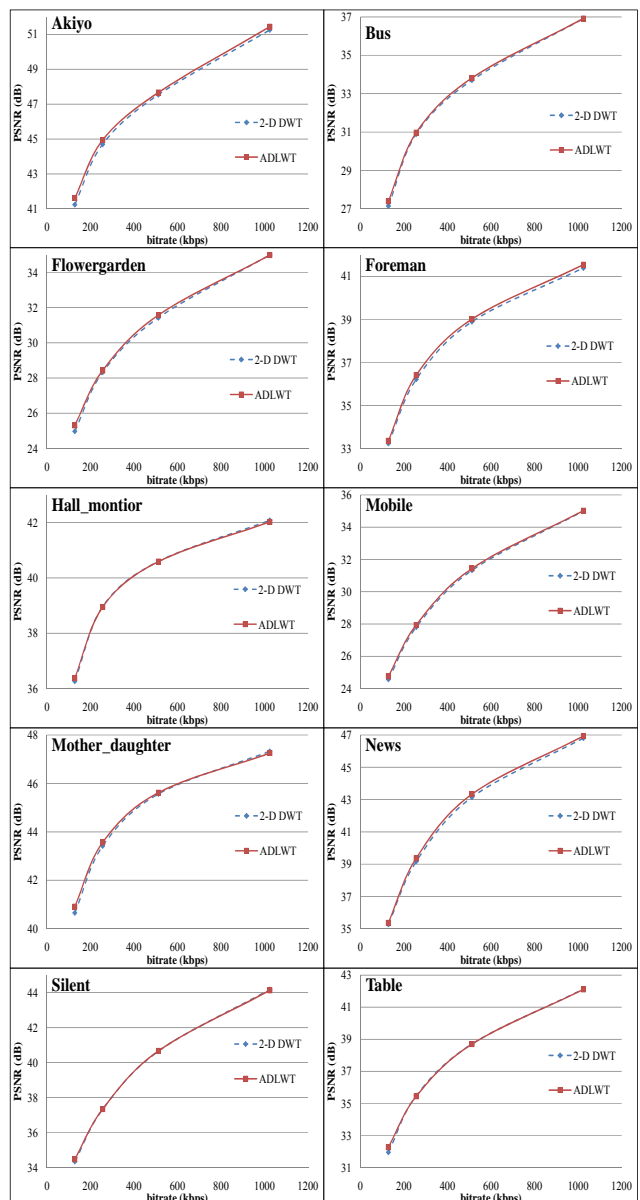 Akiyo
51
49
47
45
43
41
PSNR (dB)
2-D DWT
ADLWT
0 200 400 600 800 1000 1200
bitrate (kbps)
Bus
37
35
33
31
29
27
PSNR (dB)
2-D DWT
ADLWT
0 200 400 600 800 1000 1200
bitrate (kbps)
Flowergarden
34
32
30
28
26
24
PSNR (dB)
2-D DWT
ADLWT
0 200 400 600 800 1000 1200
bitrate (kbps)
Foreman
41
39
37
35
33
PSNR (dB)
2-D DWT
ADLWT
0 200 400 600 800 1000 1200
bitrate (kbps)
Hall_montior
42
40
38
36
PSNR (dB)
2-D DWT
ADLWT
0 200 400 600 800 1000 1200
bitrate (kbps)
Mobile
36
34
32
30
28
26
24
PSNR (dB)
2-D DWT
ADLWT
0 200 400 600 800 1000 1200
bitrate (kbps)
Mother_daughter
48
46
44
42
40
PSNR (dB)
2-D DWT
ADLWT
0 200 400 600 800 1000 1200
bitrate (kbps)
News
47
45
43
41
39
37
35
PSNR (dB)
2-D DWT
ADLWT
0 200 400 600 800 1000 1200
bitrate (kbps)
Silent
44
42
40
38
36
34
PSNR (dB)
2-D DWT
ADLWT
0 200 400 600 800 1000 1200
bitrate (kbps)
Table
43
41
39
37
35
33
31
PSNR (dB)
2-D DWT
ADLWT
0 200 400 600 800 1000 1200
bitrate (kbps)